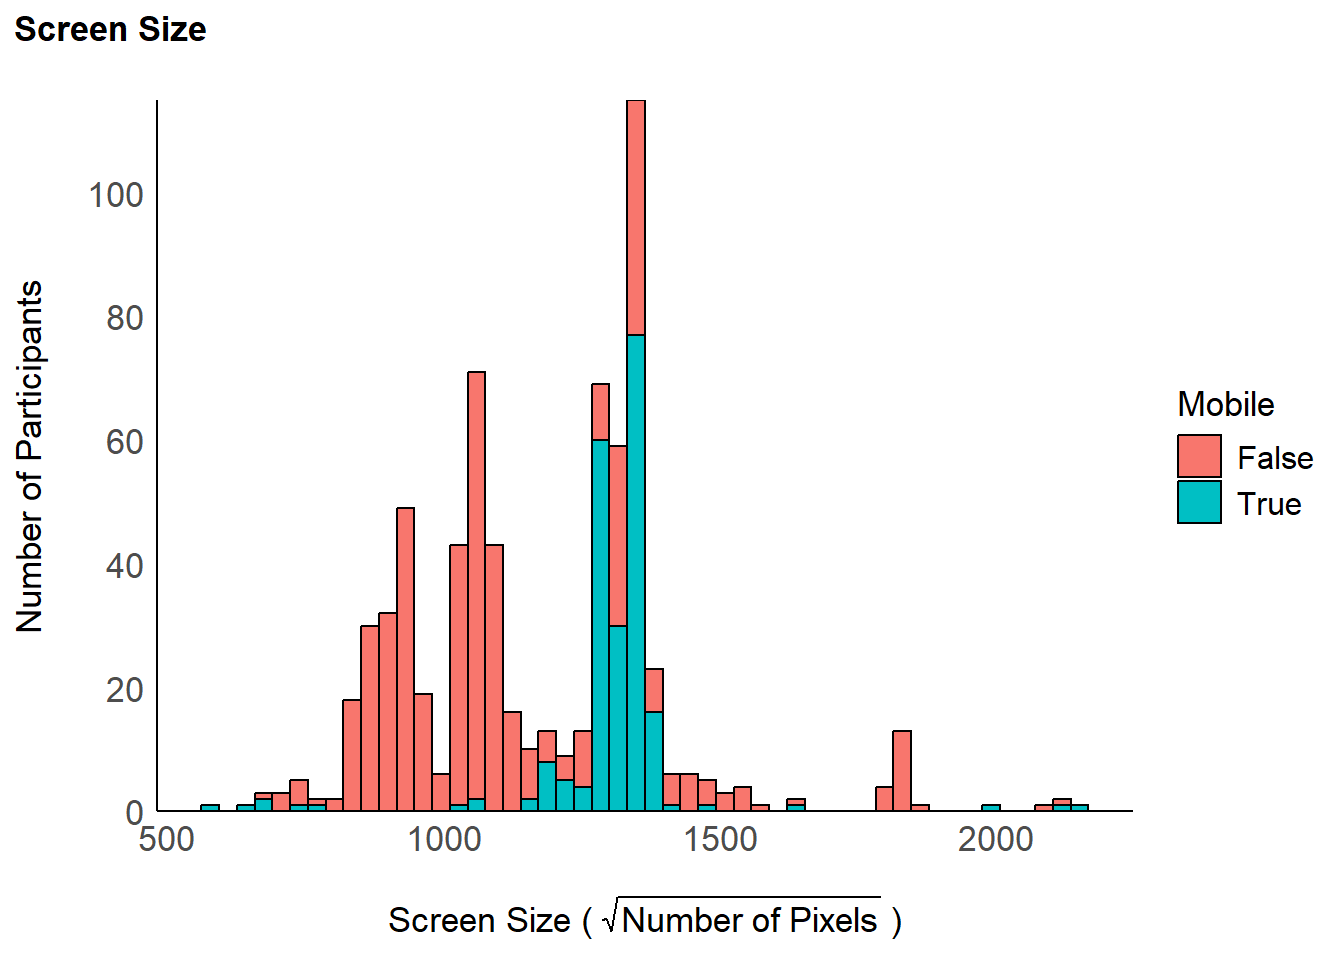 Screen Size
Number of Participants
100
80
60
40
20
0
500 1000 1500 2000
Screen Size ( √Number of Pixels )
Mobile
False
True